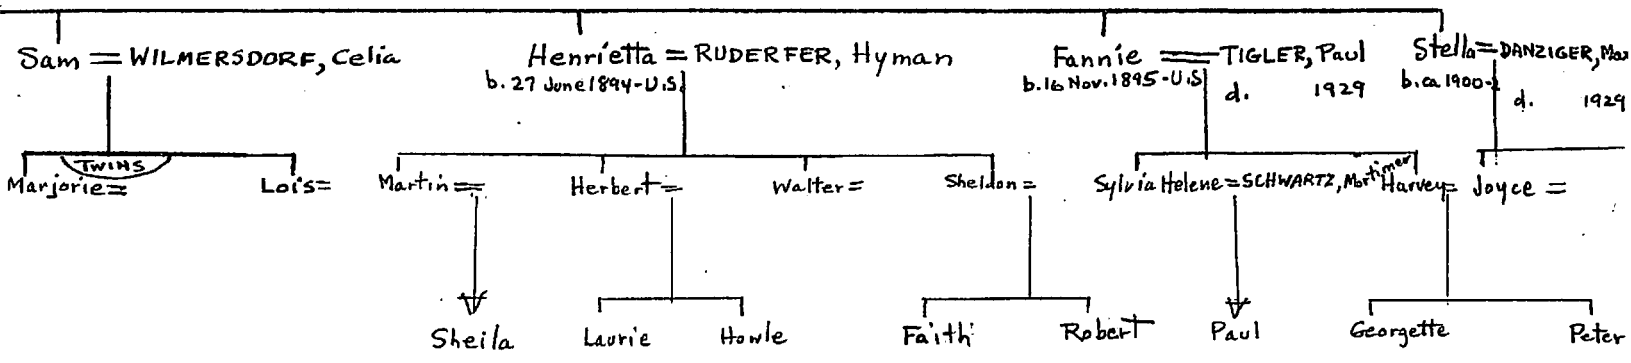 Sam = WILMERSDORF, Celia Henrietta = RUDERFER, Hyman Fannie = TIGLER, Paul Stella = DANZIGER,
b. 27 June 1894-U.S. b. 16 Nov. 1895-U.S. d. 1929 b. ca 1900- d. 1929
TWINS
Marjorie = Lois = Martin = Herbert = Walter = Sheldon = Sylvia Helene = SCHWARTZ, Mortimer Harvey = Joyce =
Sheila Laurie Howie Faith Robert Paul Georgette Peter